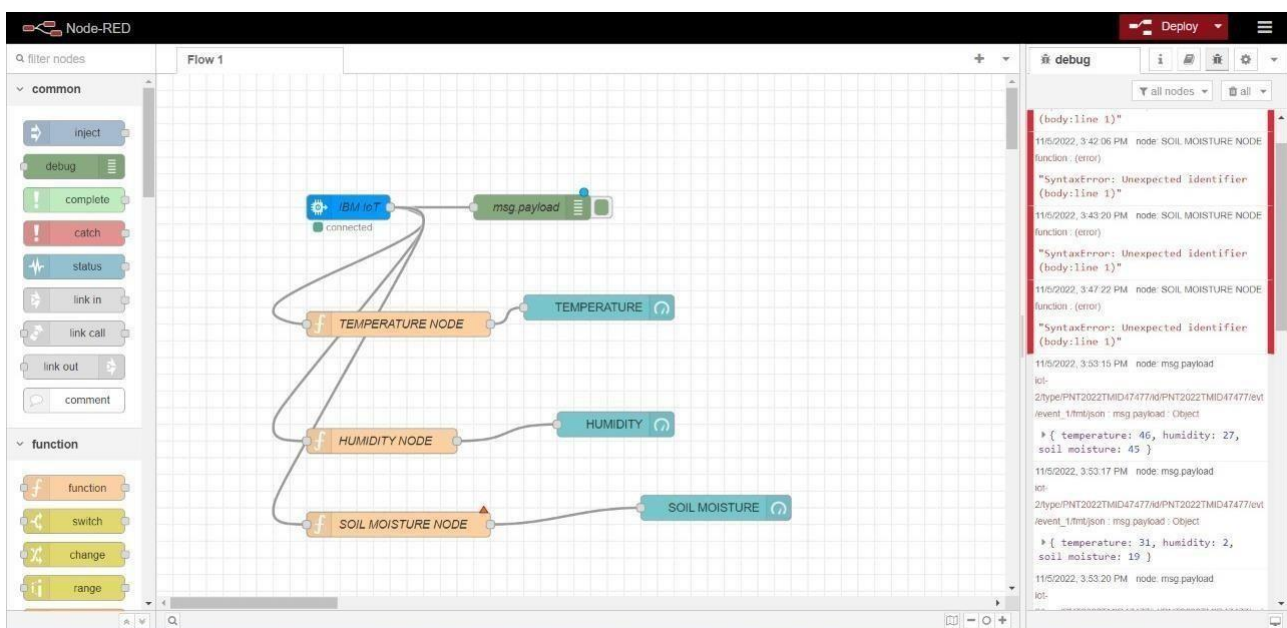 Node-RED
Deploy
filter nodes
common
inject
debug
complete
catch
status
link in
link call
link out
comment
function
function
switch
change
range
Flow 1
IBM IoT
connected
msg.payload
TEMPERATURE NODE
TEMPERATURE
HUMIDITY NODE
HUMIDITY
SOIL MOISTURE NODE
SOIL MOISTURE
debug
i
all nodes
all
(body:line 1)"
11/5/2022, 3:42:06 PM node: SOIL MOISTURE NODE
function : (error)
"SyntaxError: Unexpected identifier
(body:line 1)"
11/5/2022, 3:43:20 PM node: SOIL MOISTURE NODE
function : (error)
"SyntaxError: Unexpected identifier
(body:line 1)"
11/5/2022, 3:47:22 PM node: SOIL MOISTURE NODE
function : (error)
"SyntaxError: Unexpected identifier
(body:line 1)"
11/5/2022, 3:53:15 PM node: msg.payload
iot-
2/type/PNT2022TMID47477/id/PNT2022TMID47477/evt
/event_1/fmt/json : msg.payload : Object
{ temperature: 46, humidity: 27,
soil moisture: 45 }
11/5/2022, 3:53:17 PM node: msg.payload
iot-
2/type/PNT2022TMID47477/id/PNT2022TMID47477/evt
/event_1/fmt/json : msg.payload : Object
{ temperature: 31, humidity: 2,
soil moisture: 19 }
11/5/2022, 3:53:20 PM node: msg.payload
iot-